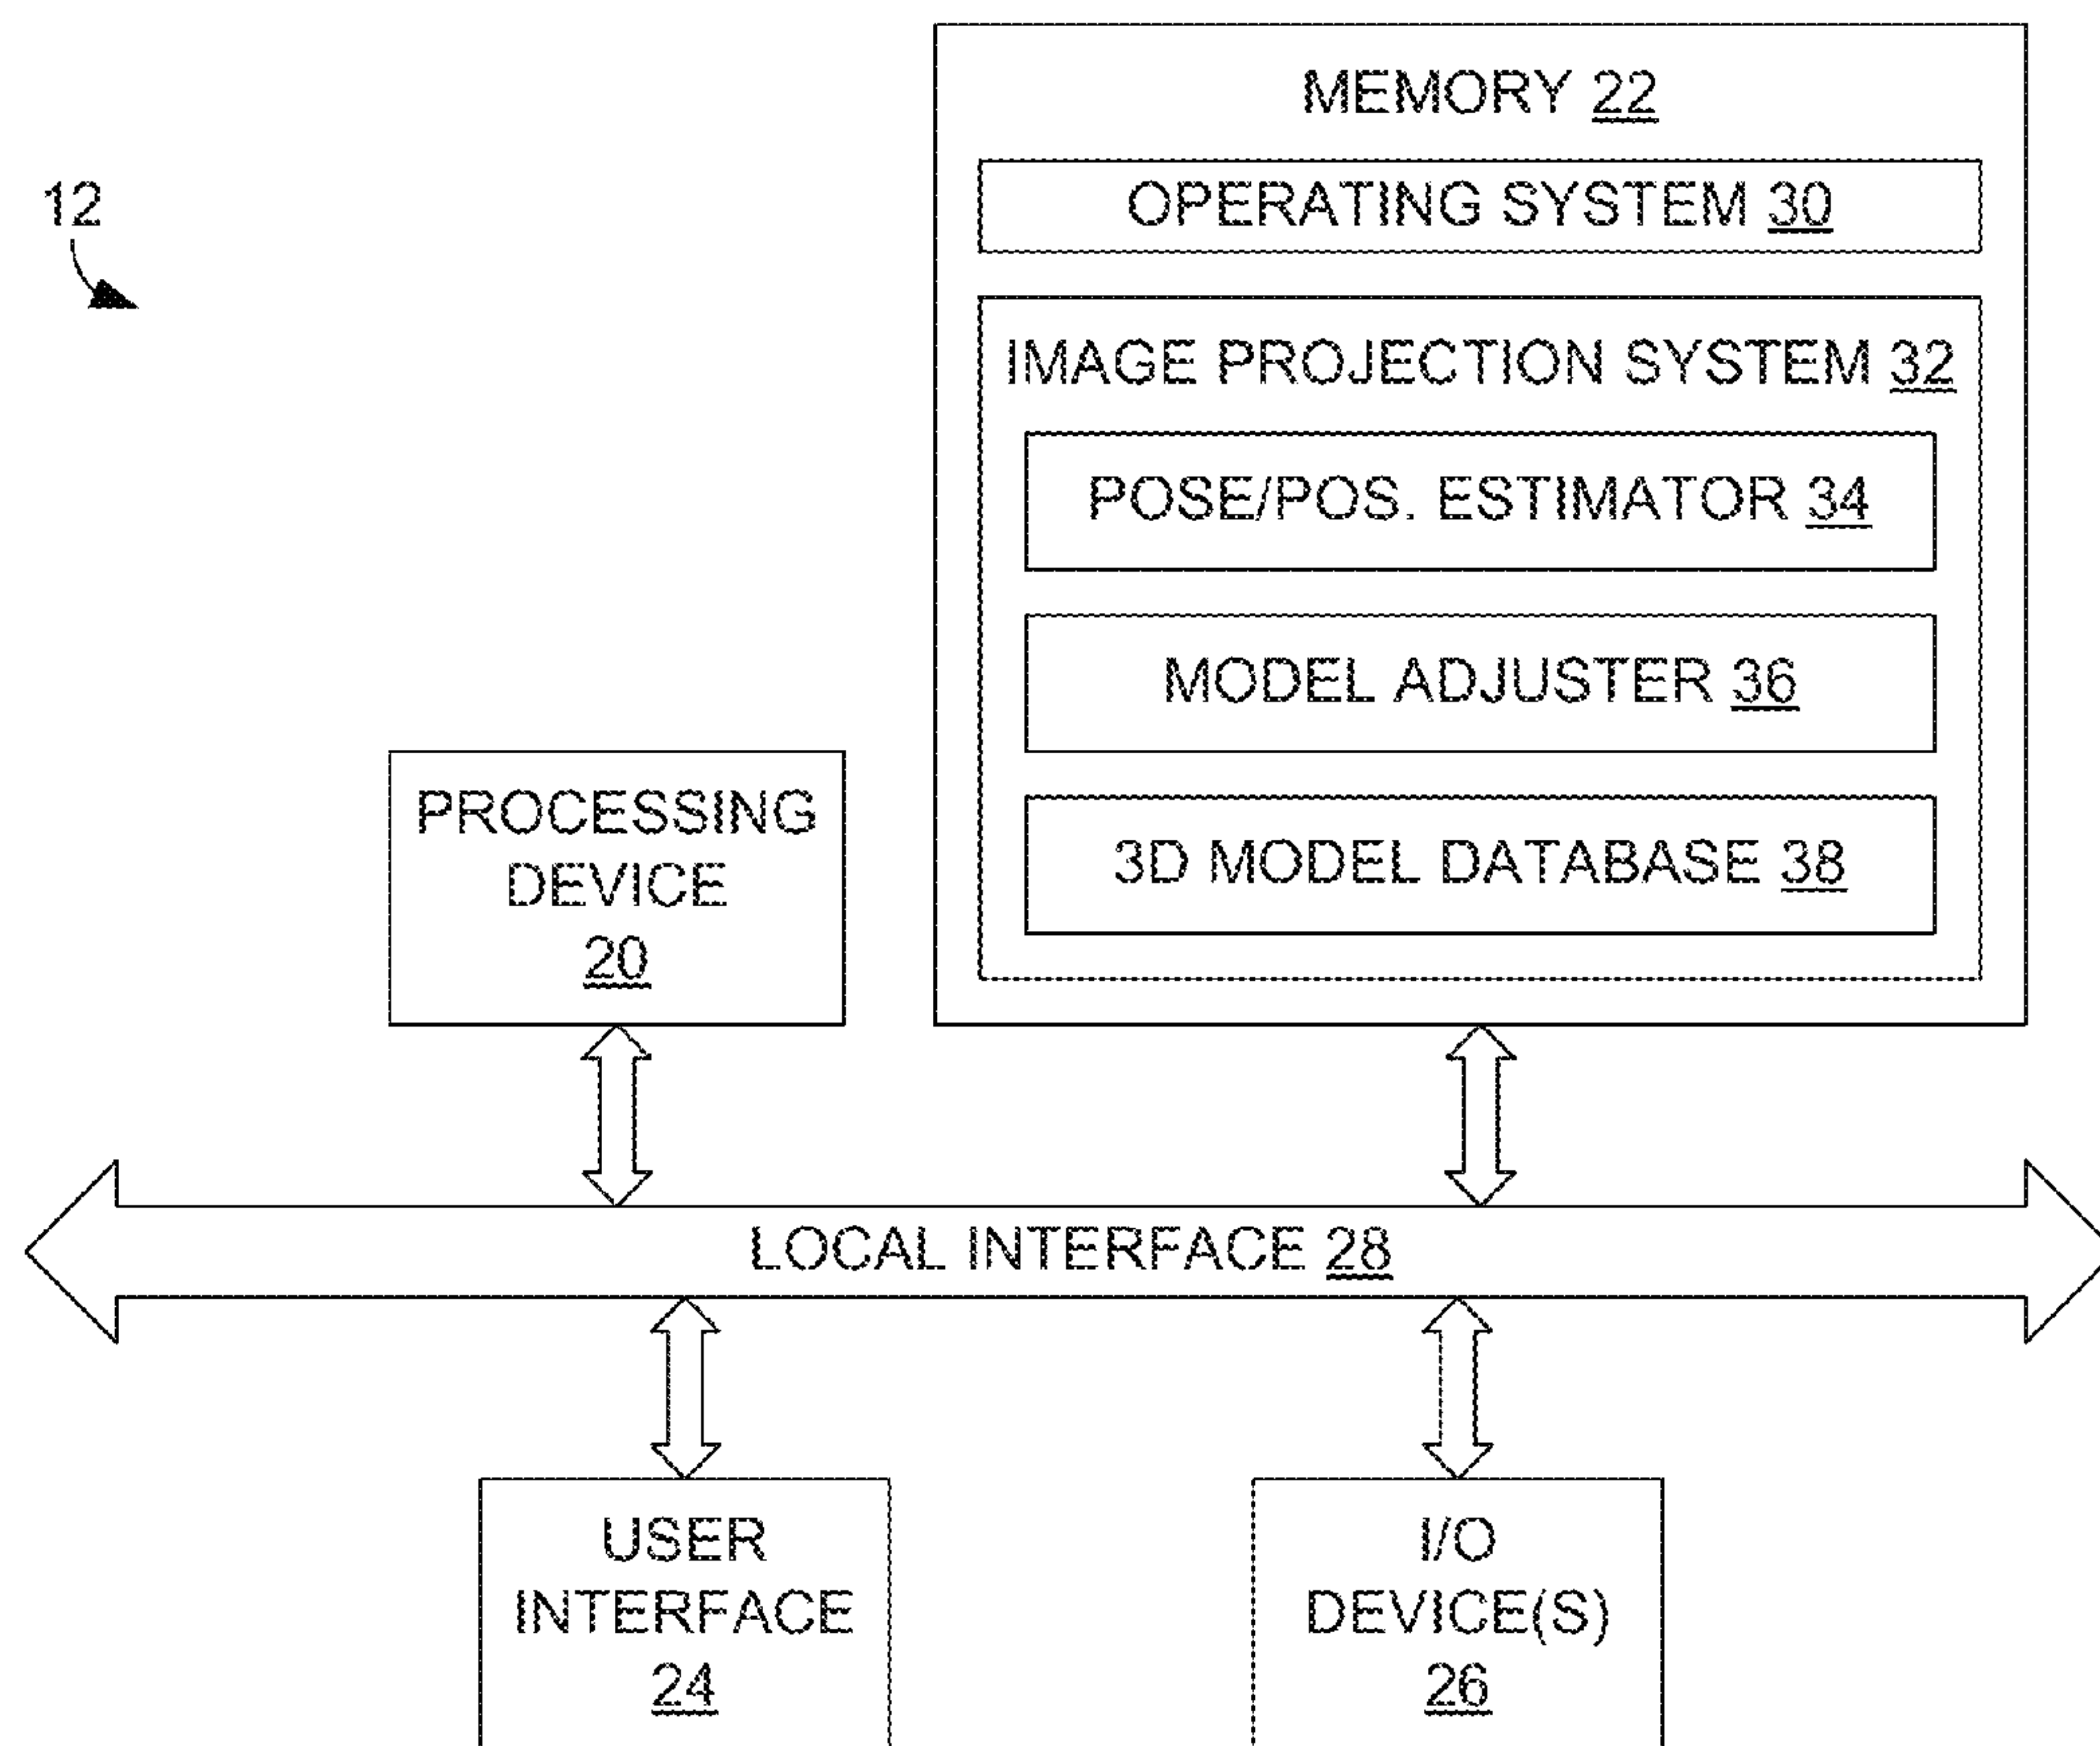 MEMORY 22
12
OPERATING SYSTEM 30
IMAGE PROJECTION SYSTEM 32
POSE/POS. ESTIMATOR 34
MODEL ADJUSTER 36
3D MODEL DATABASE 38
PROCESSING
DEVICE
20
LOCAL INTERFACE 28
USER
INTERFACE
24
I/O
DEVICE(S)
26